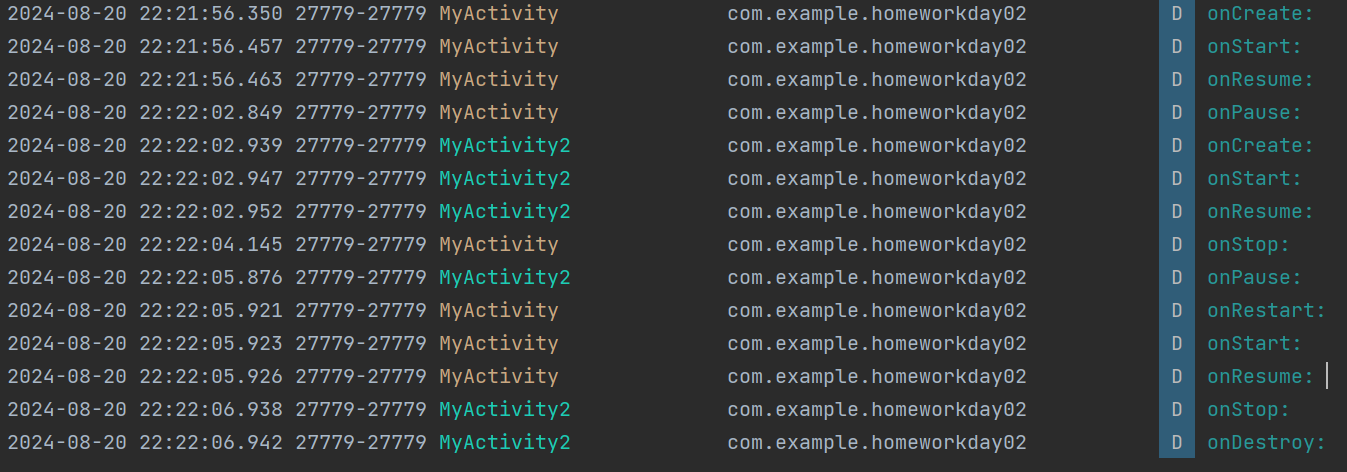 2024-08-20 22:21:56.350 27779-27779 MyActivity com.example.homeworkday02 D onCreate:
2024-08-20 22:21:56.457 27779-27779 MyActivity com.example.homeworkday02 D onStart:
2024-08-20 22:21:56.463 27779-27779 MyActivity com.example.homeworkday02 D onResume:
2024-08-20 22:22:02.849 27779-27779 MyActivity com.example.homeworkday02 D onPause:
2024-08-20 22:22:02.939 27779-27779 MyActivity2 com.example.homeworkday02 D onCreate:
2024-08-20 22:22:02.947 27779-27779 MyActivity2 com.example.homeworkday02 D onStart:
2024-08-20 22:22:02.952 27779-27779 MyActivity2 com.example.homeworkday02 D onResume:
2024-08-20 22:22:04.145 27779-27779 MyActivity com.example.homeworkday02 D onStop:
2024-08-20 22:22:05.876 27779-27779 MyActivity2 com.example.homeworkday02 D onPause:
2024-08-20 22:22:05.921 27779-27779 MyActivity com.example.homeworkday02 D onRestart:
2024-08-20 22:22:05.923 27779-27779 MyActivity com.example.homeworkday02 D onStart:
2024-08-20 22:22:05.926 27779-27779 MyActivity com.example.homeworkday02 D onResume:
2024-08-20 22:22:06.938 27779-27779 MyActivity2 com.example.homeworkday02 D onStop:
2024-08-20 22:22:06.942 27779-27779 MyActivity2 com.example.homeworkday02 D onDestroy: